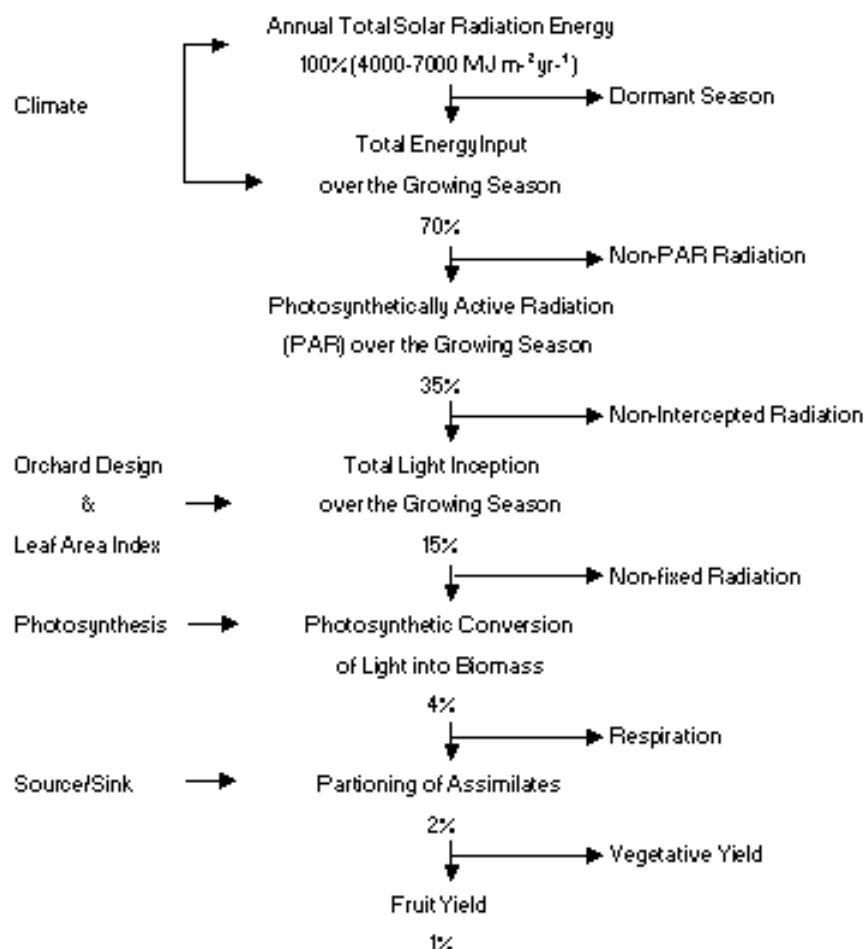 Annual Total Solar Radiation Energy
100% (4000-7000 MJ m-² yr-¹)
Dormant Season
Climate
Total Energy Input
over the Growing Season
70%
Non-PAR Radiation
Photosynthetically Active Radiation
(PAR) over the Growing Season
35%
Non-Intercepted Radiation
Orchard Design
&
Leaf Area Index
Total Light Inception
over the Growing Season
15%
Non-fixed Radiation
Photosynthesis
Photosynthetic Conversion
of Light into Biomass
4%
Respiration
Source/Sink
Partioning of Assimilates
2%
Vegetative Yield
Fruit Yield
1%